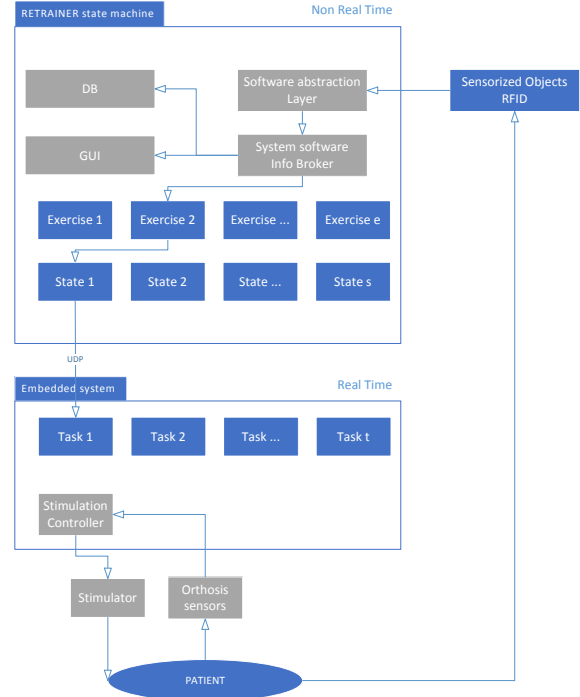 RETRAINER state machine
Non Real Time
DB
Software abstraction
Layer
Sensorized Objects
RFID
GUI
System software
Info Broker
Exercise 1
Exercise 2
Exercise ...
Exercise e
State 1
State 2
State ...
State s
UDP
Embedded system
Real Time
Task 1
Task 2
Task ...
Task t
Stimulation
Controller
Stimulator
Orthosis
sensors
PATIENT